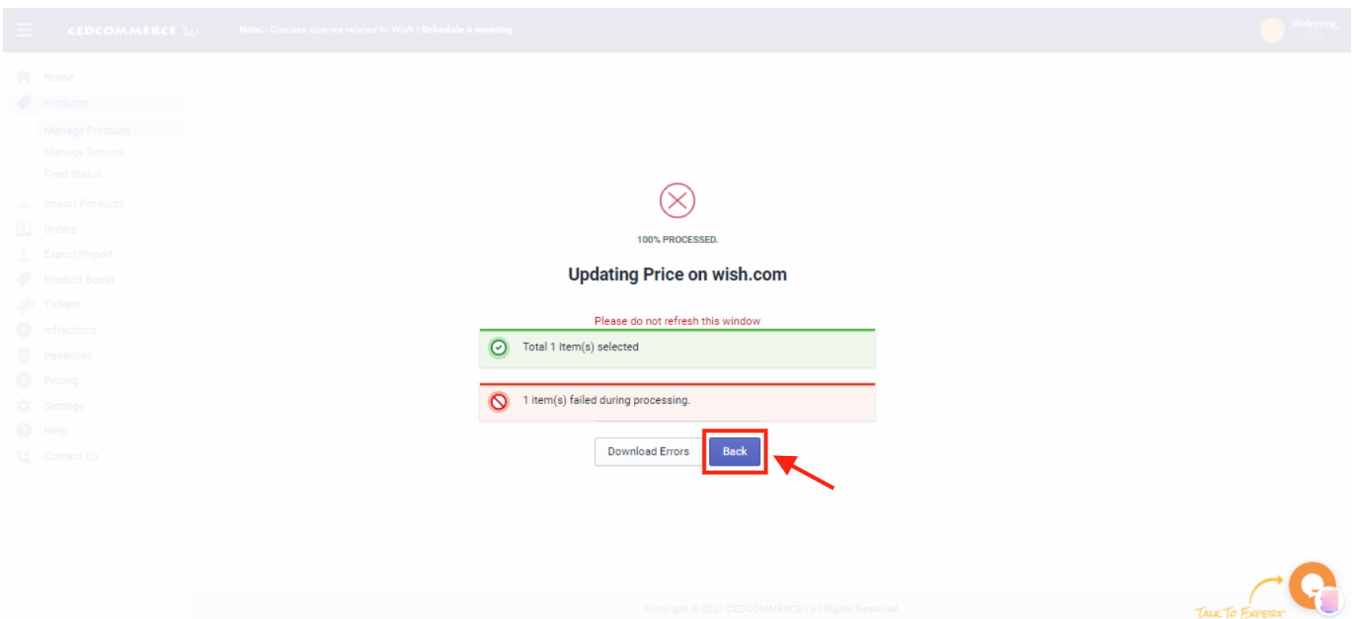 CEDCOMMERCE
Note:- Discuss queries related to Wish | Schedule a meeting
Welcome,
Home
Products
Manage Products
Manage Returns
Feed Status
Import Products
Orders
Export/Import
Product Boost
Tickets
Infractions
Penalities
Pricing
Settings
Help
Contact Us
100% PROCESSED.
Updating Price on wish.com
Please do not refresh this window
Total 1 Item(s) selected
1 item(s) failed during processing.
Download Errors Back
Copyright © 2021 CEDCOMMERCE | All Rights Reserved.
TALK TO EXPERT